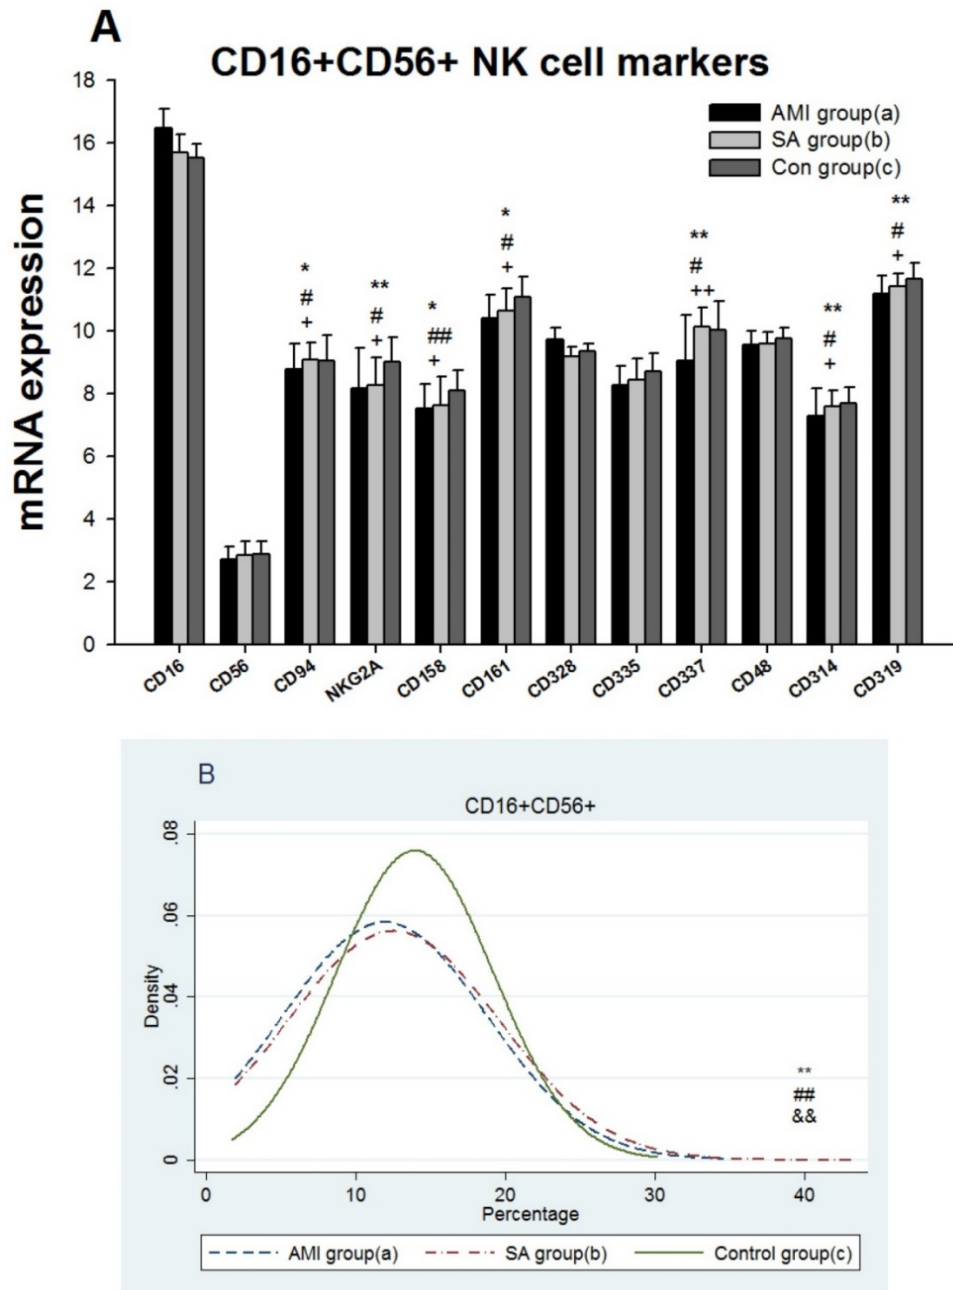 A
CD16+CD56+ NK cell markers
AMI group(a)
SA group(b)
Con group(c)
mRNA expression
18
16
14
12
10
8
6
4
2
0
*
#
+
**
#
+
*
##
+
*
#
+
**
#
++
**
#
+
**
#
+
CD16
CD56
CD94
NKG2A
CD158
CD161
CD328
CD335
CD337
CD48
CD314
CD319
B
CD16+CD56+
Density
.08
.06
.04
.02
0
**
##
&&
0 10 20 30 40
Percentage
AMI group(a) SA group(b) Control group(c)